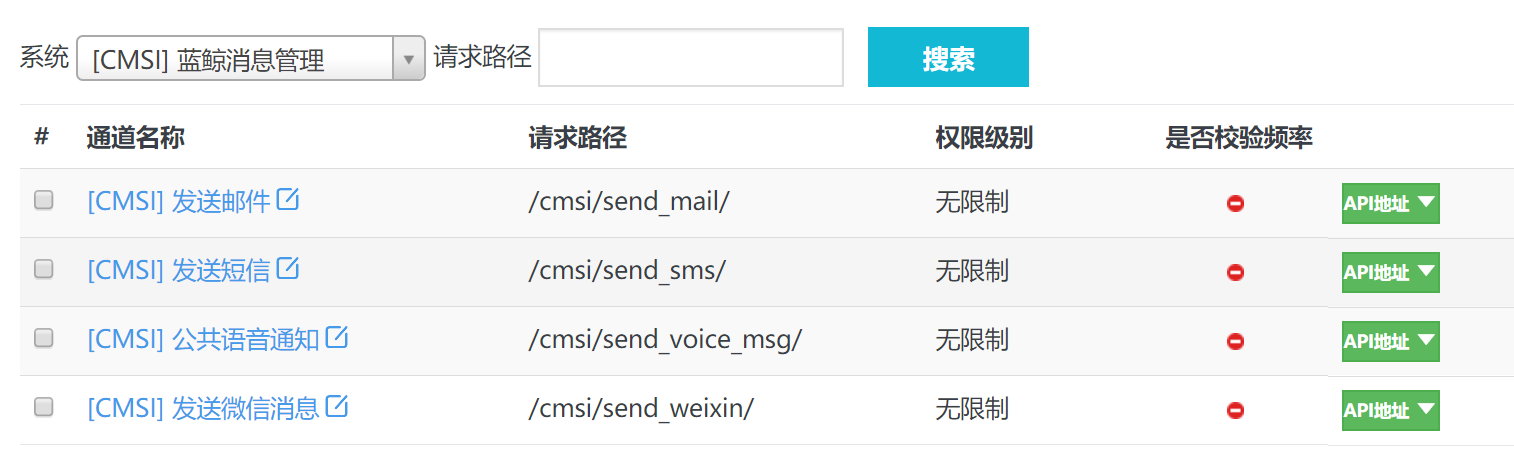 系统 [CMSI] 蓝鲸消息管理 请求路径 搜索
# 通道名称 请求路径 权限级别 是否校验频率
[CMSI] 发送邮件 /cmsi/send_mail/ 无限制 API地址
[CMSI] 发送短信 /cmsi/send_sms/ 无限制 API地址
[CMSI] 公共语音通知 /cmsi/send_voice_msg/ 无限制 API地址
[CMSI] 发送微信消息 /cmsi/send_weixin/ 无限制 API地址